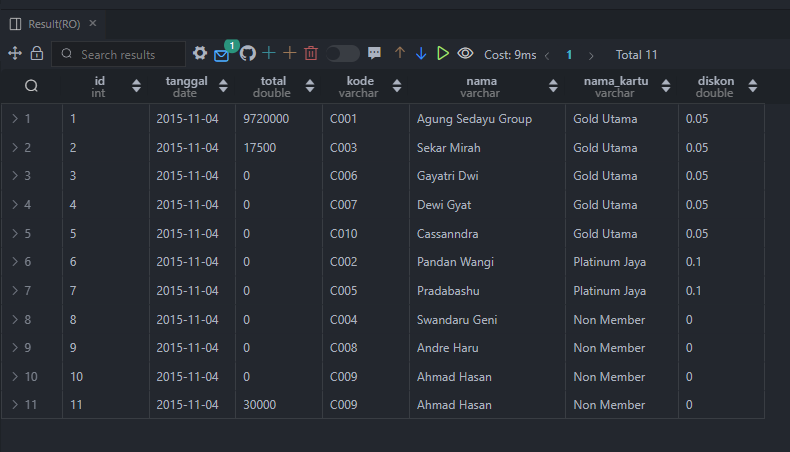 Result(RO)
Search results 1 Cost: 9ms 1 Total 11
id tanggal total kode nama nama_kartu diskon
int date double varchar varchar varchar double
1 1 2015-11-04 9720000 C001 Agung Sedayu Group Gold Utama 0.05
2 2 2015-11-04 17500 C003 Sekar Mirah Gold Utama 0.05
3 3 2015-11-04 0 C006 Gayatri Dwi Gold Utama 0.05
4 4 2015-11-04 0 C007 Dewi Gyat Gold Utama 0.05
5 5 2015-11-04 0 C010 Cassanndra Gold Utama 0.05
6 6 2015-11-04 0 C002 Pandan Wangi Platinum Jaya 0.1
7 7 2015-11-04 0 C005 Pradabashu Platinum Jaya 0.1
8 8 2015-11-04 0 C004 Swandaru Geni Non Member 0
9 9 2015-11-04 0 C008 Andre Haru Non Member 0
10 10 2015-11-04 0 C009 Ahmad Hasan Non Member 0
11 11 2015-11-04 30000 C009 Ahmad Hasan Non Member 0